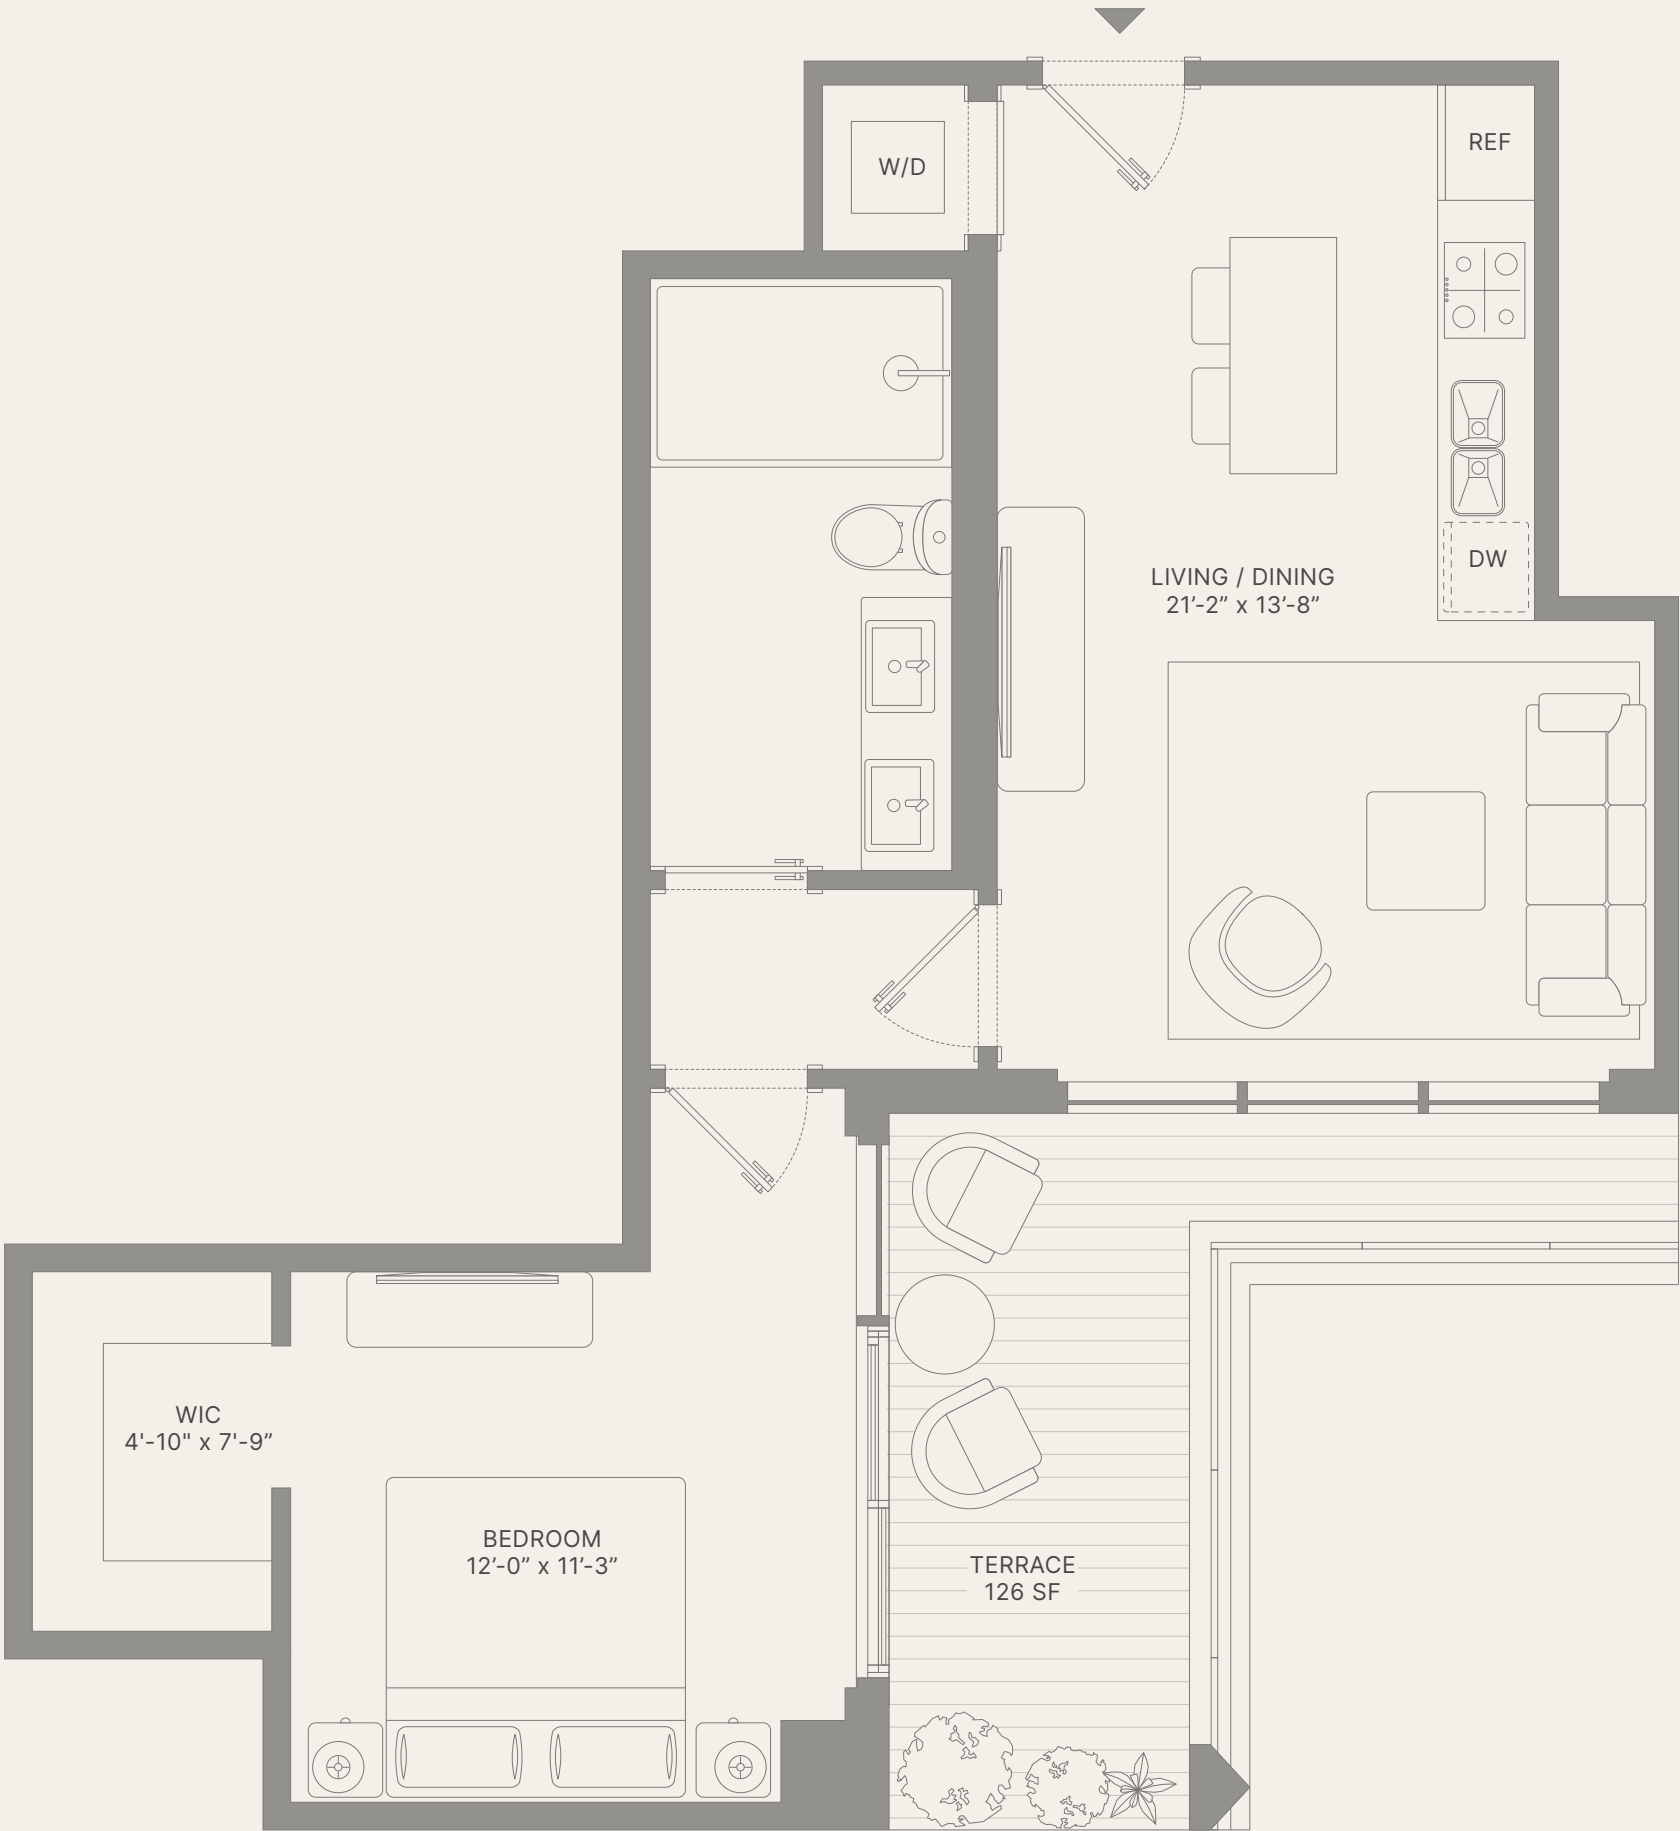 REF
W/D
DW
LIVING / DINING
21’-2” x 13’-8”
WIC
4'-10" x 7'-9”
BEDROOM
12’-0” x 11’-3”
TERRACE
126 SF